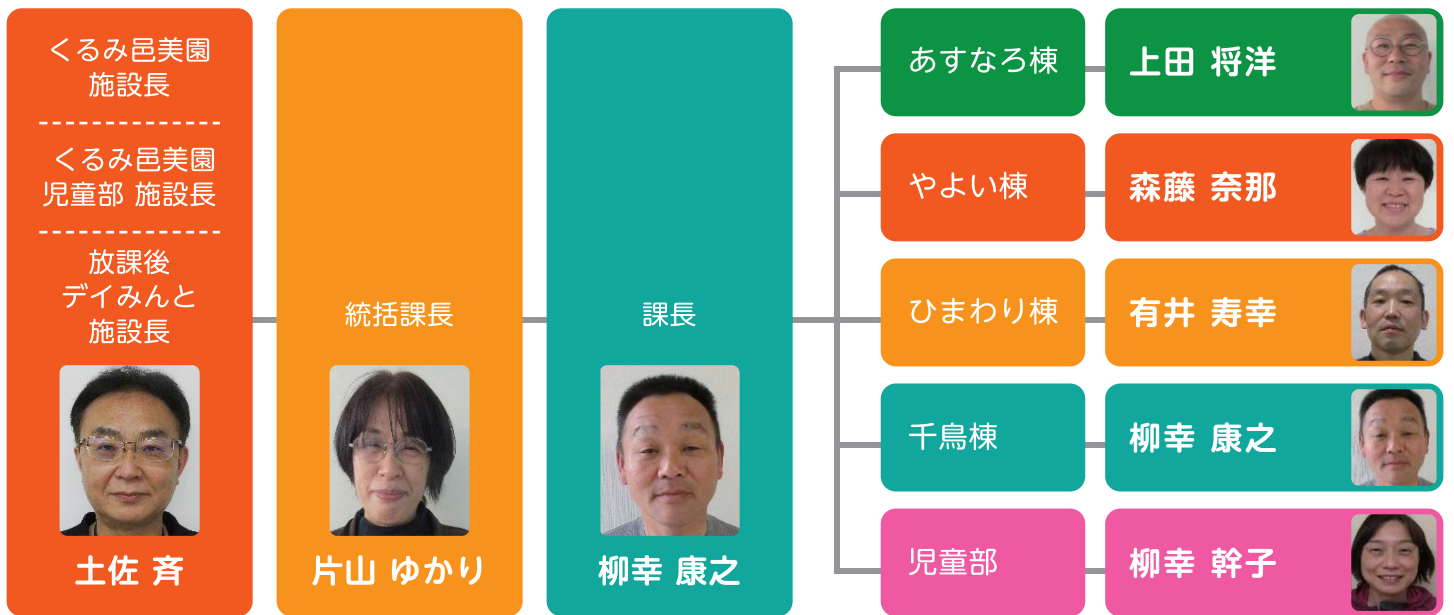 くるみ邑美園
施設長
くるみ邑美園
児童部 施設長
放課後
デイみんと
施設長
土佐 斉
統括課長
片山 ゆかり
課長
柳幸 康之
あすなろ棟
上田 将洋
やよい棟
森藤 奈那
ひまわり棟
有井 寿幸
千鳥棟
柳幸 康之
児童部
柳幸 幹子